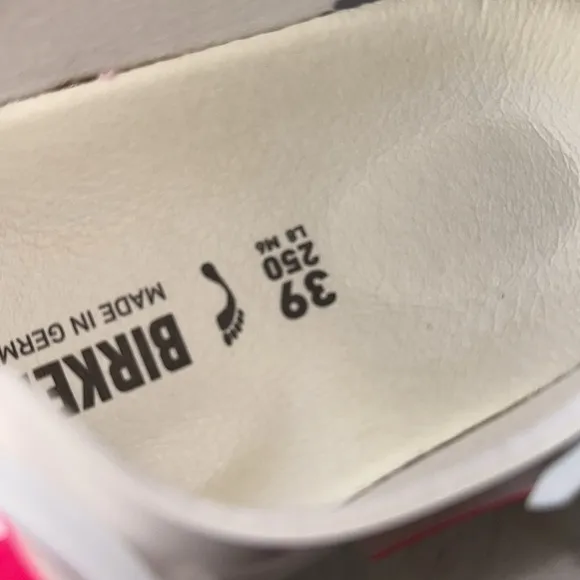 39
250
L8 M6
BIRKE
MADE IN GERM